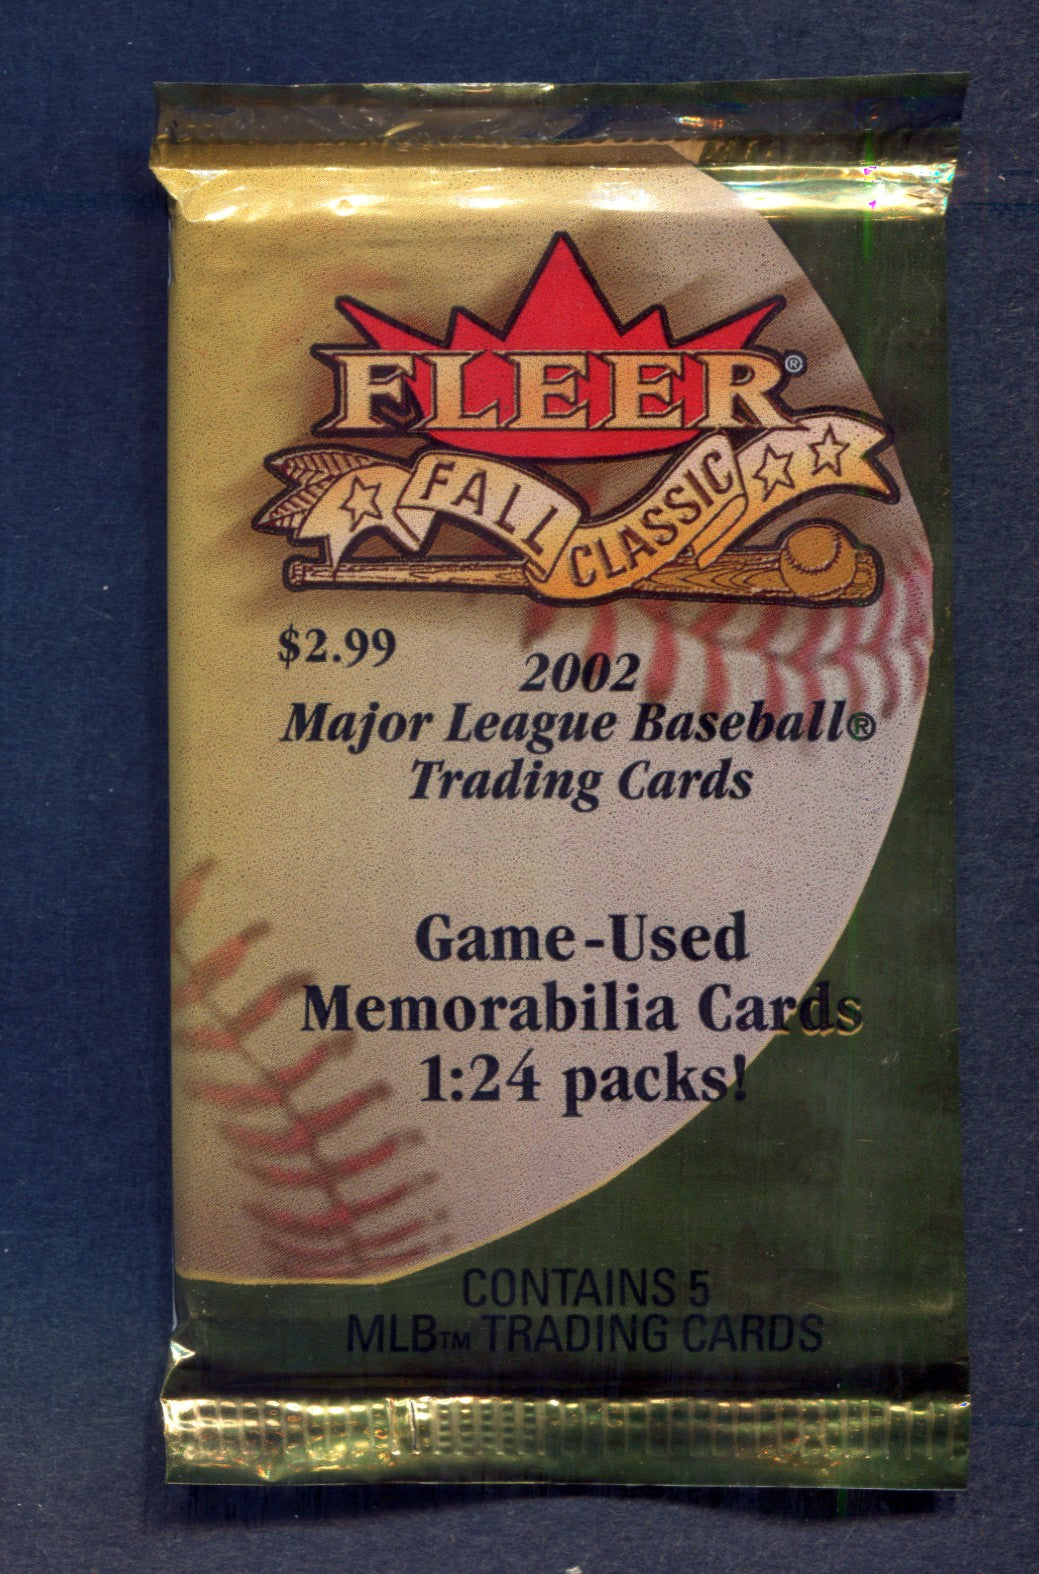 FLEER®
FALL CLASSIC
$2.99
2002
Major League Baseball®
Trading Cards
Game-Used
Memorabilia Cards
1:24 packs!
CONTAINS 5
MLB™ TRADING CARDS